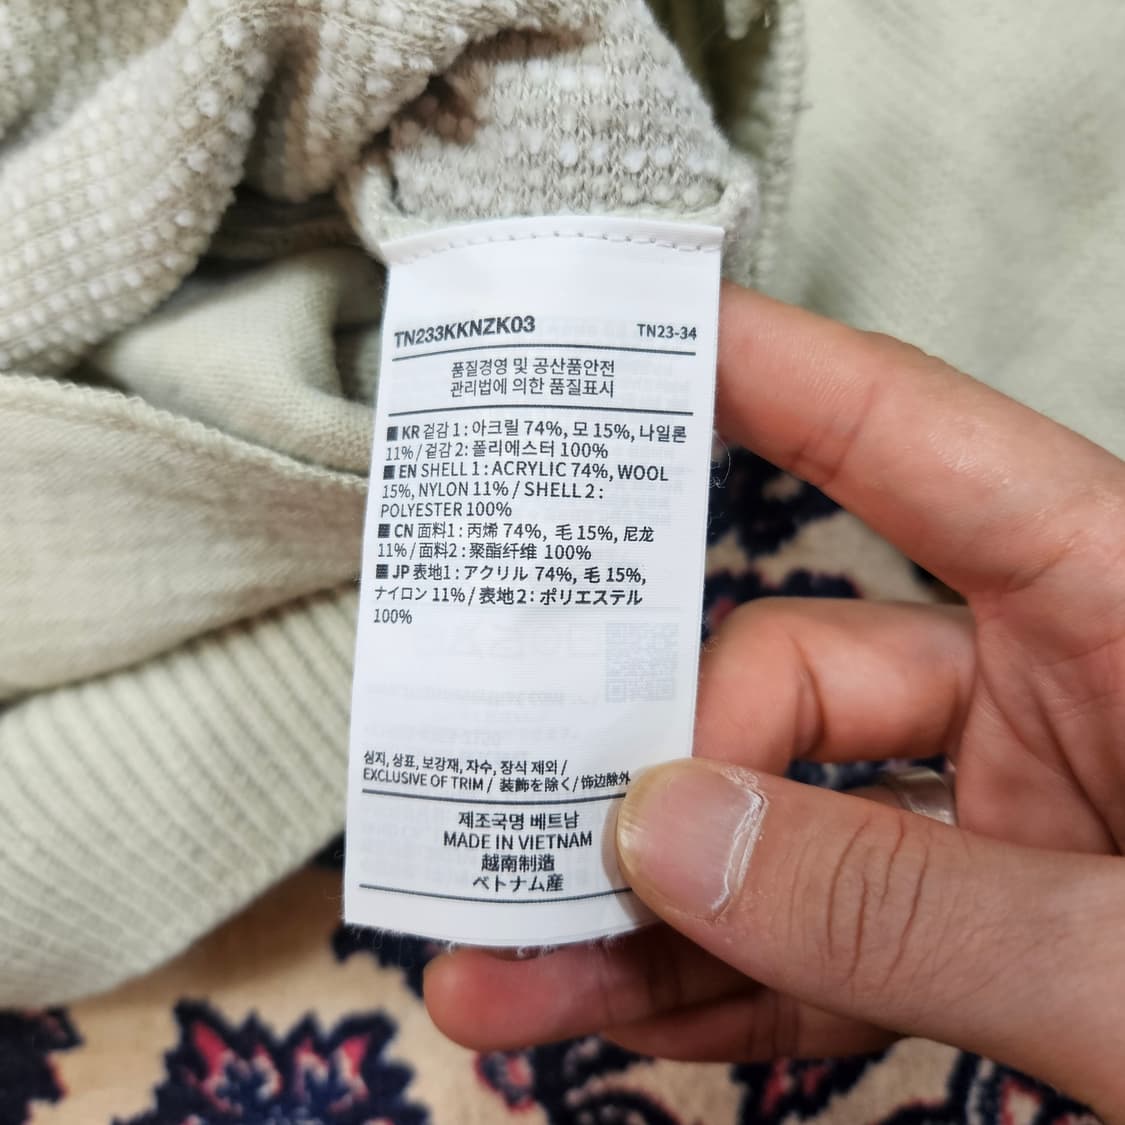 TN233KKNZK03
TN23-34
품질경영 및 공산품안전
관리법에 의한 품질표시
KR 겉감 1 : 아크릴 74%, 모 15%, 나일론
11% / 겉감 2: 폴리에스터 100%
EN SHELL 1 : ACRYLIC 74%, WOOL
15%, NYLON 11% / SHELL 2 :
POLYESTER 100%
CN 面料1 : 丙烯 74%, 毛 15%, 尼龙
11% / 面料2 : 聚酯纤维 100%
JP 表地1 : アクリル 74%, 毛 15%,
ナイロン 11% / 表地 2 : ポリエステル
100%
심지, 상표, 보강재, 자수, 장식 제외 /
EXCLUSIVE OF TRIM / 装飾を除く / 饰边除外
제조국명 베트남
MADE IN VIETNAM
越南制造
ベトナム産